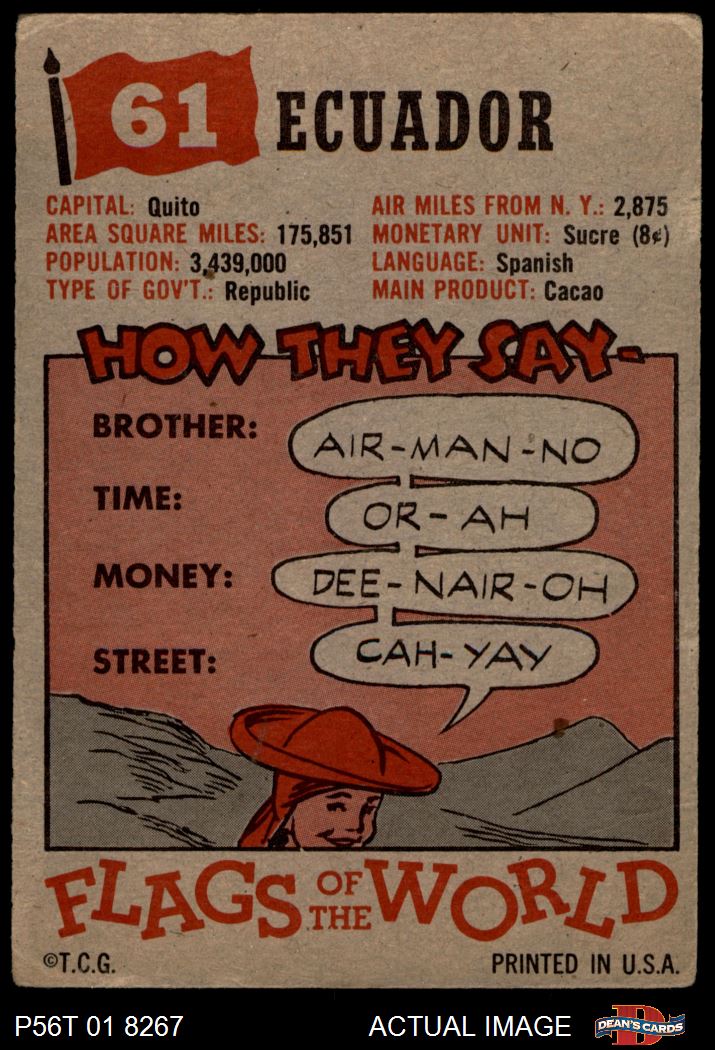 61 ECUADOR
CAPITAL: Quito
AREA SQUARE MILES: 175,851
POPULATION: 3,439,000
TYPE OF GOV'T.: Republic
AIR MILES FROM N. Y.: 2,875
MONETARY UNIT: Sucre (8¢)
LANGUAGE: Spanish
MAIN PRODUCT: Cacao
HOW THEY SAY-
BROTHER: AIR-MAN-NO
TIME: OR-AH
MONEY: DEE-NAIR-OH
STREET: CAH-YAY
FLAGS OF THE WORLD
©T.C.G. PRINTED IN U.S.A.
P56T 01 8267 ACTUAL IMAGE D DEAN'S CARDS